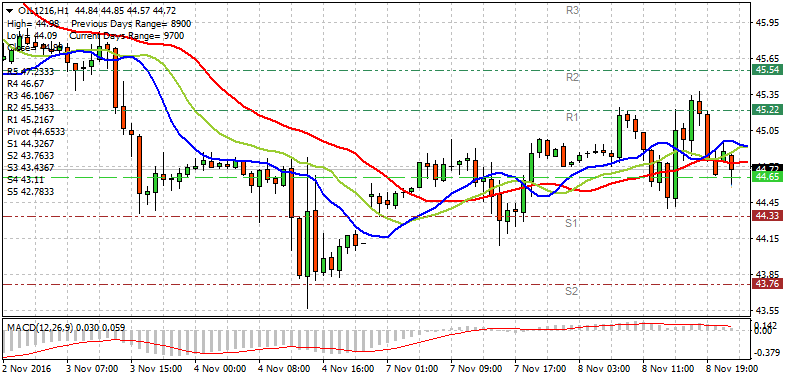 OIL1216,H1 44.84 44.85 44.57 44.72
High= 44.98 Previous Days Range= 8900
Low= 44.09 Current Days Range= 9700
R5 47.2333
R4 46.67
R3 46.1067
R2 45.5433
R1 45.2167
Pivot 44.6533
S1 44.3267
S2 43.7633
S3 43.4367
S4 43.11
S5 42.7833
R3
R2
R1
S1
S2
45.95
45.65
45.54
45.35
45.22
45.05
44.72
44.65
44.45
44.33
44.15
43.85
43.76
43.55
MACD(12,26,9) 0.030 0.059
0.142
0.00
-0.379
2 Nov 2016
3 Nov 07:00
3 Nov 16:00
4 Nov 00:00
4 Nov 08:00
4 Nov 16:00
7 Nov 01:00
7 Nov 09:00
7 Nov 17:00
8 Nov 03:00
8 Nov 11:00
8 Nov 19:00